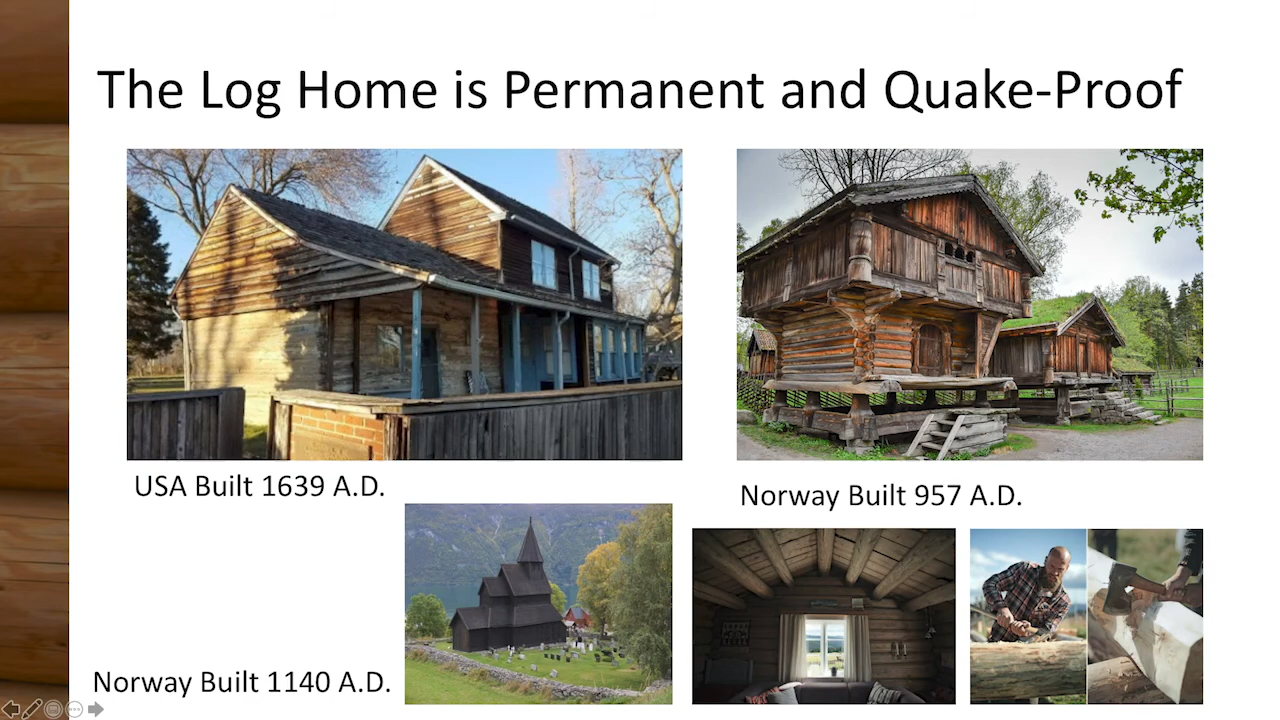 The Log Home is Permanent and Quake-Proof
USA Built 1639 A.D.
Norway Built 957 A.D.
Norway Built 1140 A.D.